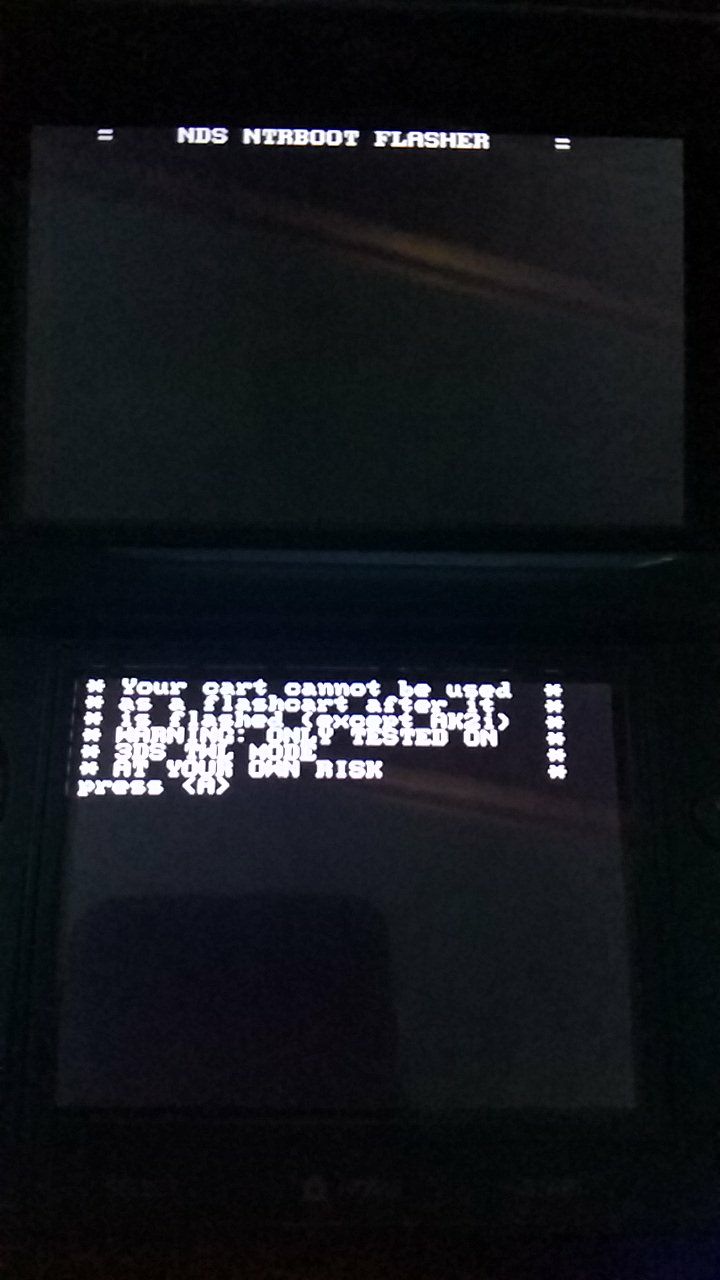 = NDS NTRBOOT FLASHER =
* Your cart cannot be used *
* as a flashcart after it *
* is flashed (except AK2i) *
* WARNING: ONLY TESTED ON *
* 3DS TWL MODE *
* AT YOUR OWN RISK *
press <A>